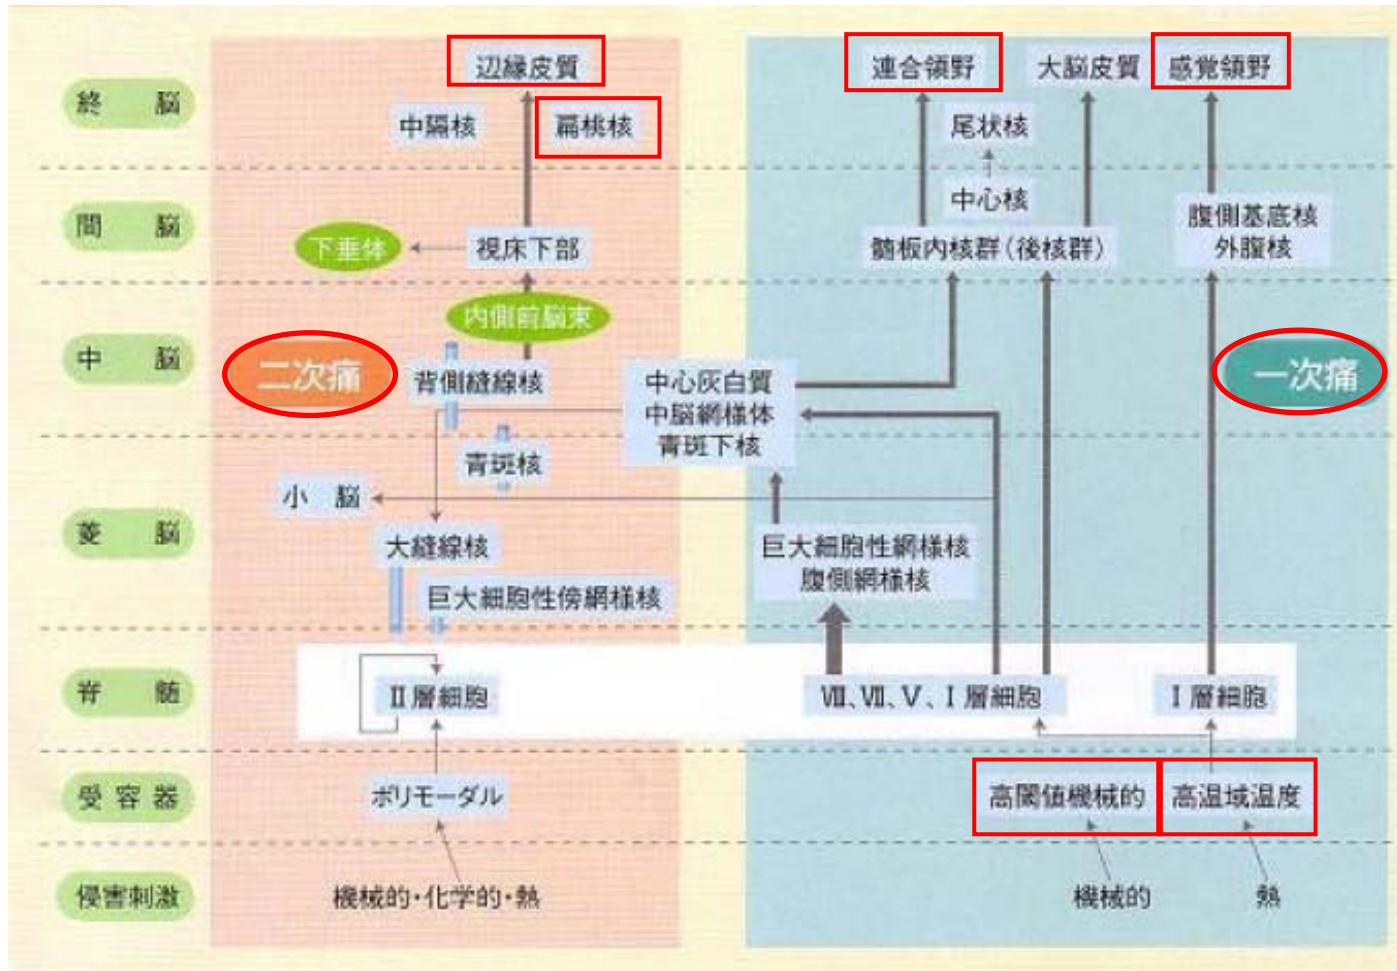 辺縁皮質
連合領野
大脳皮質
感覚領野
終脳
中隔核
扁桃核
尾状核
中心核
間脳
下垂体
視床下部
髄板内核群(後核群)
腹側基底核
外腹核
内側前脳束
中脳
二次痛
背側縫線核
中心灰白質
中脳網様体
青斑下核
一次痛
青斑核
小脳
菱脳
大縫線核
巨大細胞性網様核
腹側網様核
巨大細胞性傍網様核
脊髄
Ⅱ層細胞
Ⅷ、Ⅶ、Ⅴ、Ⅰ層細胞
Ⅰ層細胞
受容器
ポリモーダル
高閾値機械的
高温域温度
侵害刺激
機械的・化学的・熱
機械的
熱